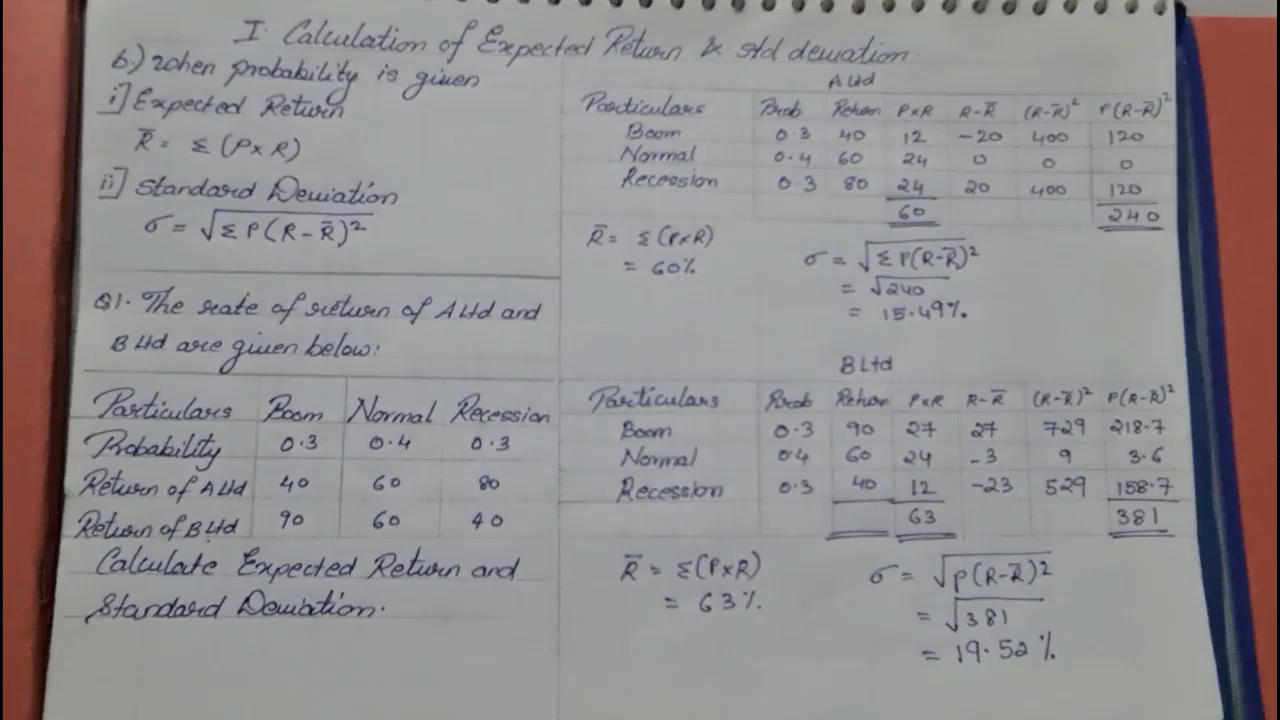 I. Calculation of Expected Return & Std deviation.
b.) When probability is given
i] Expected Return
R̄ = Σ (P×R)
ii] Standard Deviation
σ = √Σ P(R-R̄)²
Q1. The rate of return of A Ltd and
B Ltd are given below:
Particulars Boom Normal Recession
Probability 0.3 0.4 0.3
Return of A Ltd 40 60 80
Return of B Ltd 90 60 40
Calculate Expected Return and
Standard Deviation.
A Ltd
Particulars Prob Return P×R R-R̄ (R-R̄)² P(R-R̄)²
Boom 0.3 40 12 -20 400 120
Normal 0.4 60 24 0 0 0
Recession 0.3 80 24 20 400 120
60 240
R̄ = Σ (P×R)
= 60%
σ = √Σ P(R-R̄)²
= √240
= 15.49%
B Ltd
Particulars Prob Return P×R R-R̄ (R-R̄)² P(R-R̄)²
Boom 0.3 90 27 27 729 218.7
Normal 0.4 60 24 -3 9 3.6
Recession 0.3 40 12 -23 529 158.7
63 381
R̄ = Σ(P×R)
= 63%
σ = √P(R-R̄)²
= √381
= 19.52%